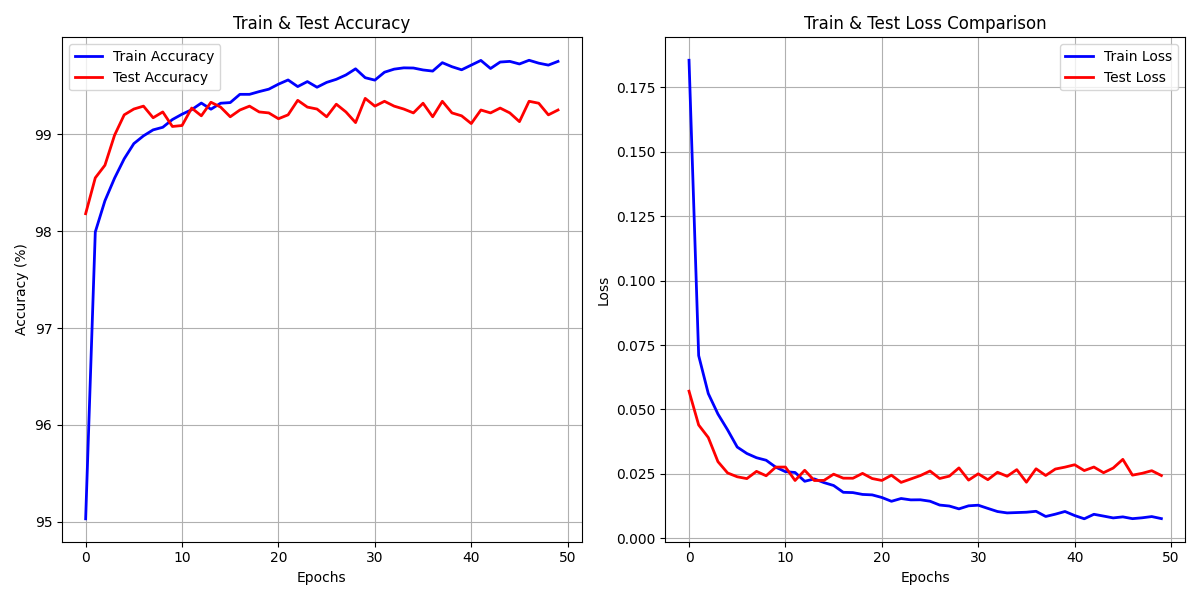 Train & Test Accuracy
Train Accuracy
Test Accuracy
Accuracy (%)
99
98
97
96
95
0 10 20 30 40 50
Epochs
Train & Test Loss Comparison
Train Loss
Test Loss
Loss
0.175
0.150
0.125
0.100
0.075
0.050
0.025
0.000
0 10 20 30 40 50
Epochs